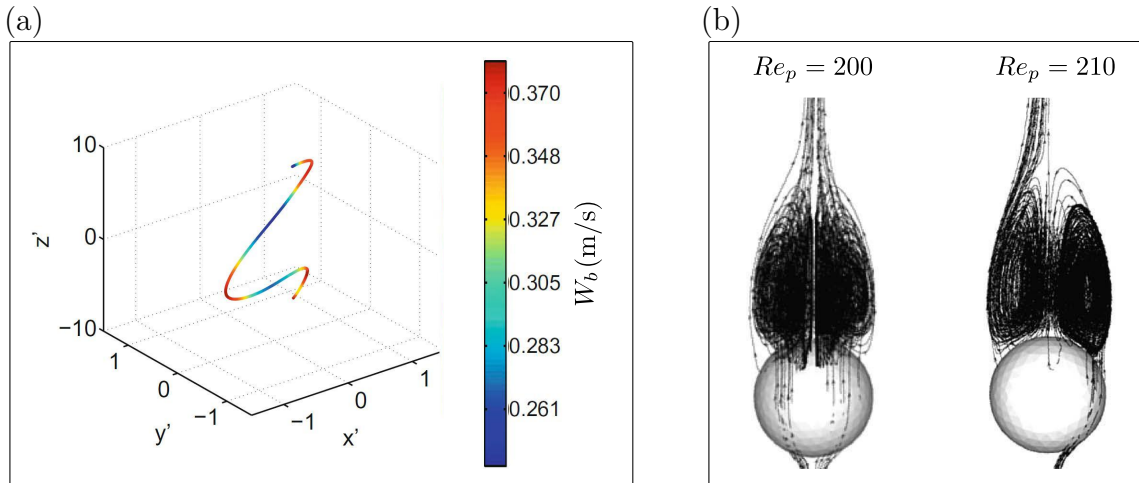 (a)
10
0
−10
z'
1
0
−1
y'
−1
0
1
x'
0.370
0.348
0.327
0.305
0.283
0.261
W_b (m/s)
(b)
Re_p = 200
Re_p = 210